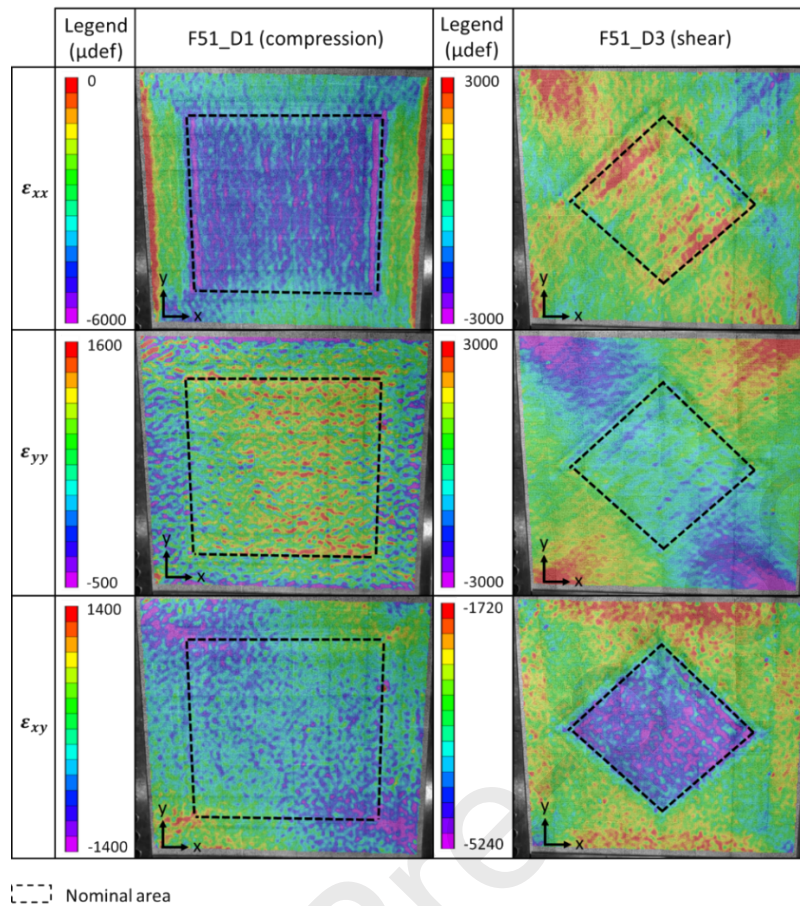 Legend
(μdef)
F51_D1 (compression)
Legend
(μdef)
F51_D3 (shear)
εxx
0
-6000
y
x
3000
-3000
y
x
εyy
1600
-500
y
x
3000
-3000
y
x
εxy
1400
-1400
y
x
-1720
-5240
y
x
Nominal area